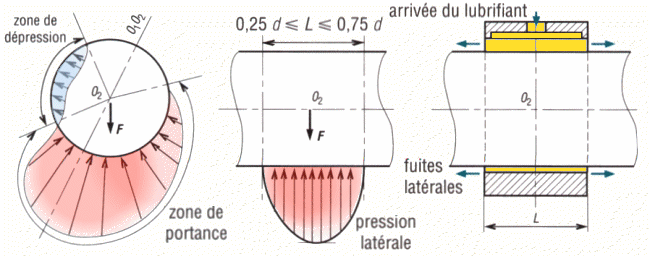 zone de
dépression
O₁O₂
O₂
F
zone de
portance
0,25 d ≤ L ≤ 0,75 d
O₂
F
pression
latérale
arrivée du lubrifiant
O₂
fuites
latérales
L